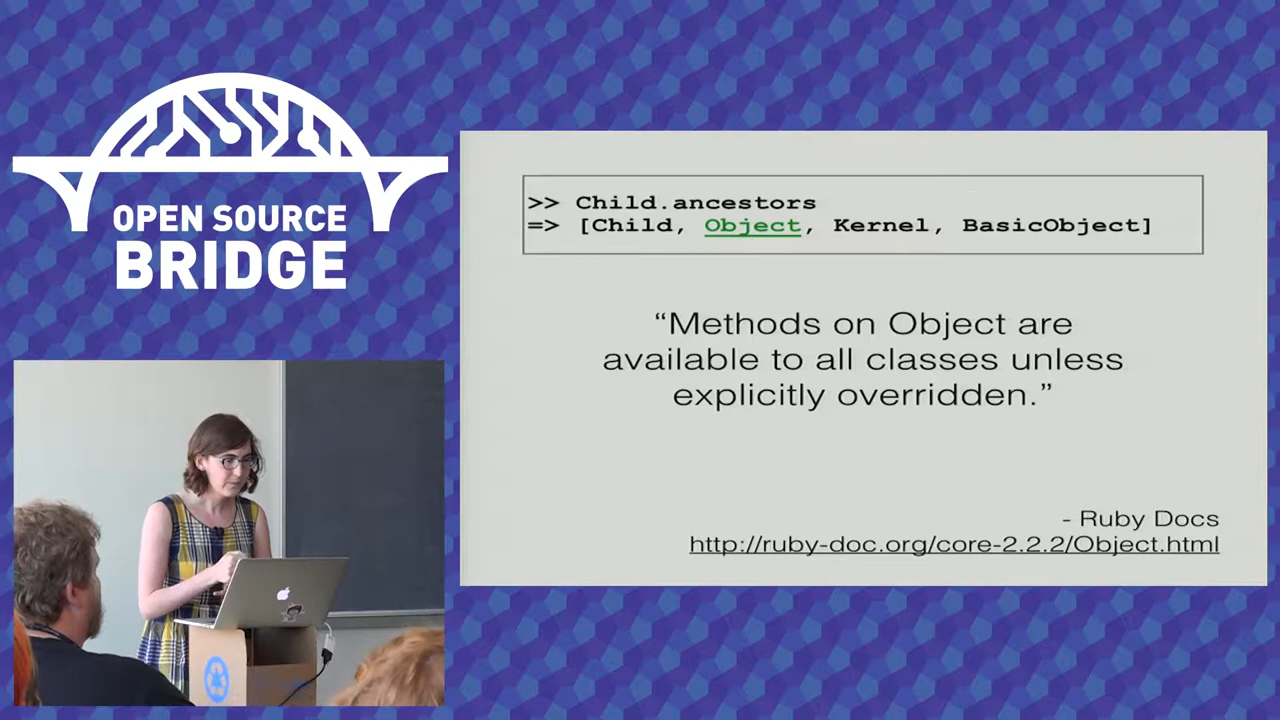 OPEN SOURCE
BRIDGE
>> Child.ancestors
=> [Child, Object, Kernel, BasicObject]
“Methods on Object are
available to all classes unless
explicitly overridden.”
- Ruby Docs
http://ruby-doc.org/core-2.2.2/Object.html